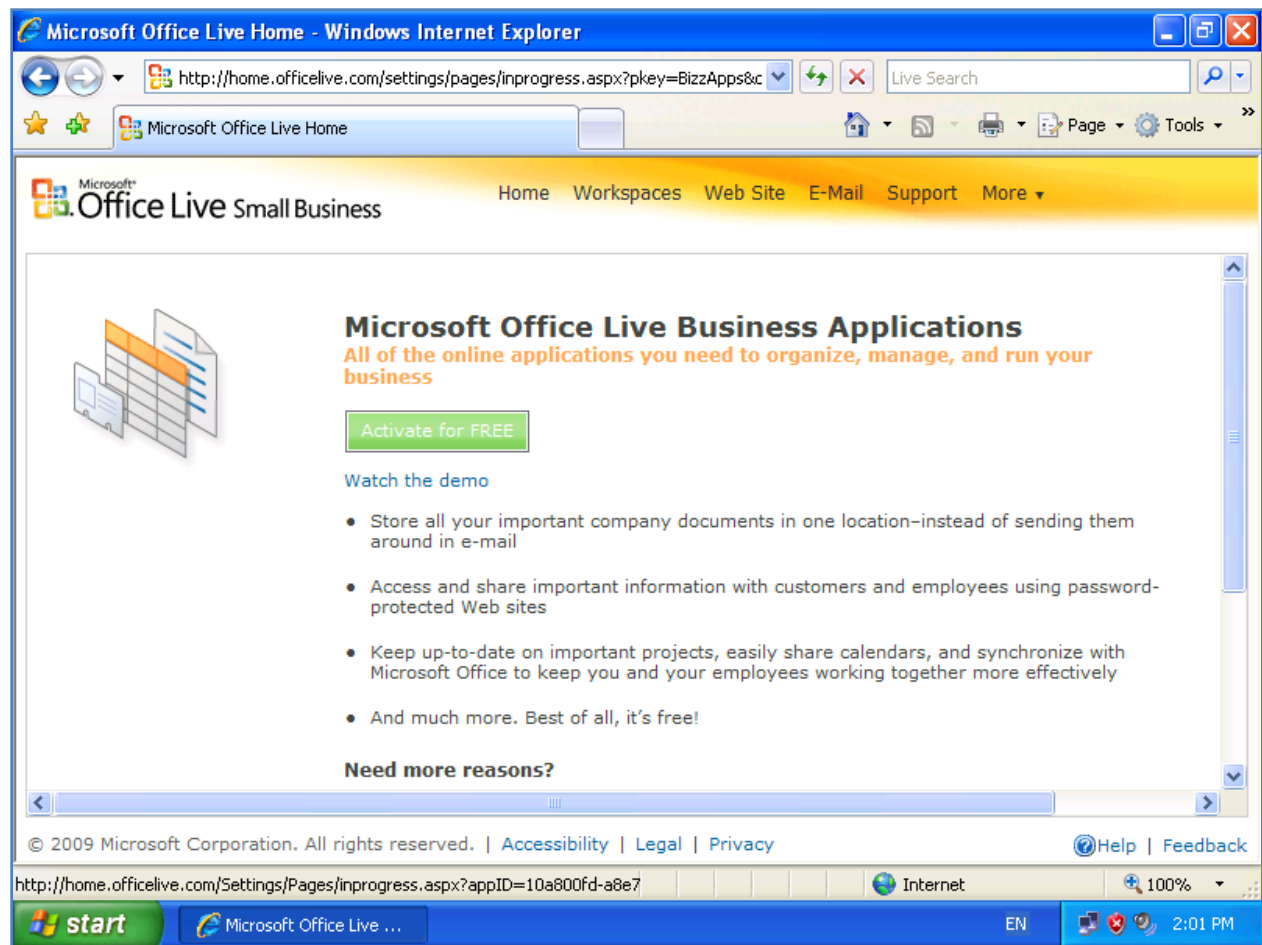 Microsoft Office Live Home - Windows Internet Explorer
http://home.officelive.com/settings/pages/inprogress.aspx?pkey=BizzApps&c
Live Search
Microsoft Office Live Home
Page
Tools
»
Microsoft®
Office Live Small Business
Home Workspaces Web Site E-Mail Support More
Microsoft Office Live Business Applications
All of the online applications you need to organize, manage, and run your
business
Activate for FREE
Watch the demo
• Store all your important company documents in one location–instead of sending them
around in e-mail
• Access and share important information with customers and employees using password-
protected Web sites
• Keep up-to-date on important projects, easily share calendars, and synchronize with
Microsoft Office to keep you and your employees working together more effectively
• And much more. Best of all, it's free!
Need more reasons?
© 2009 Microsoft Corporation. All rights reserved. | Accessibility | Legal | Privacy
Help | Feedback
http://home.officelive.com/Settings/Pages/inprogress.aspx?appID=10a800fd-a8e7
Internet
100%
start
Microsoft Office Live ...
EN
2:01 PM